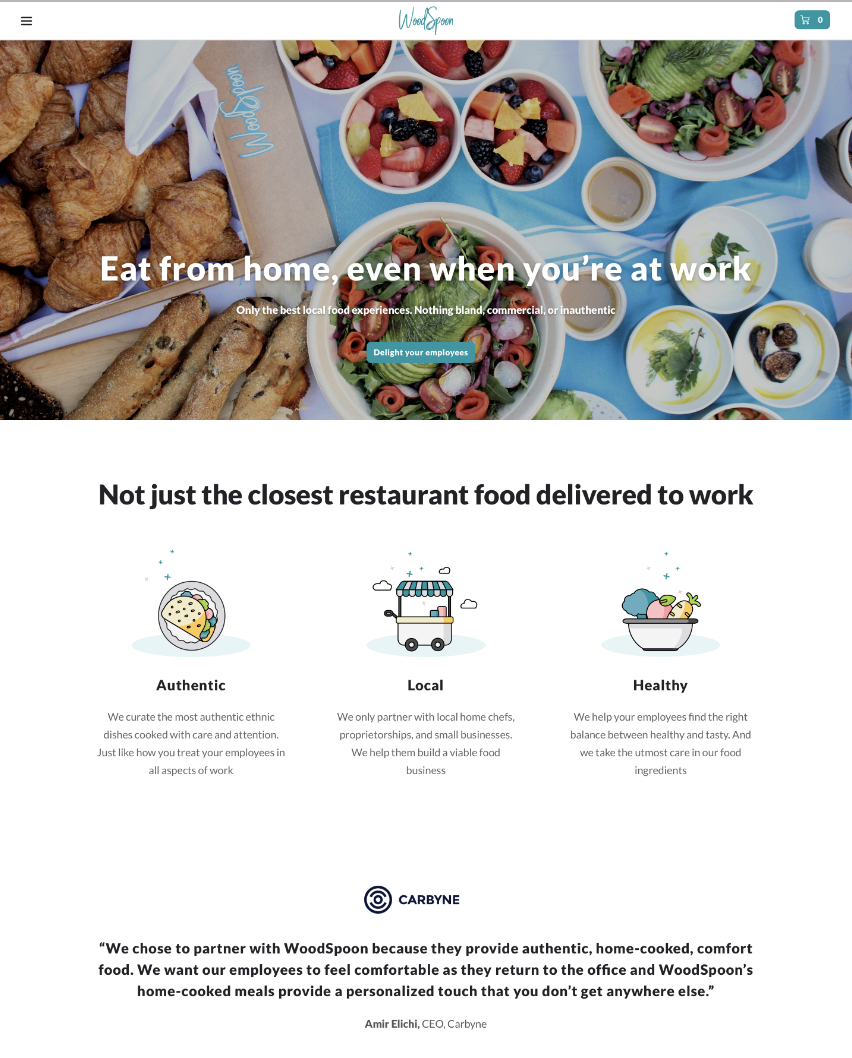 WoodSpoon
0
WoodSpoon
Eat from home, even when you’re at work
Only the best local food experiences. Nothing bland, commercial, or inauthentic
Delight your employees
Not just the closest restaurant food delivered to work
Authentic
We curate the most authentic ethnic
dishes cooked with care and attention.
Just like how you treat your employees in
all aspects of work
Local
We only partner with local home chefs,
proprietorships, and small businesses.
We help them build a viable food
business
Healthy
We help your employees find the right
balance between healthy and tasty. And
we take the utmost care in our food
ingredients
CARBYNE
“We chose to partner with WoodSpoon because they provide authentic, home-cooked, comfort
food. We want our employees to feel comfortable as they return to the office and WoodSpoon’s
home-cooked meals provide a personalized touch that you don’t get anywhere else.”
Amir Elichi, CEO, Carbyne